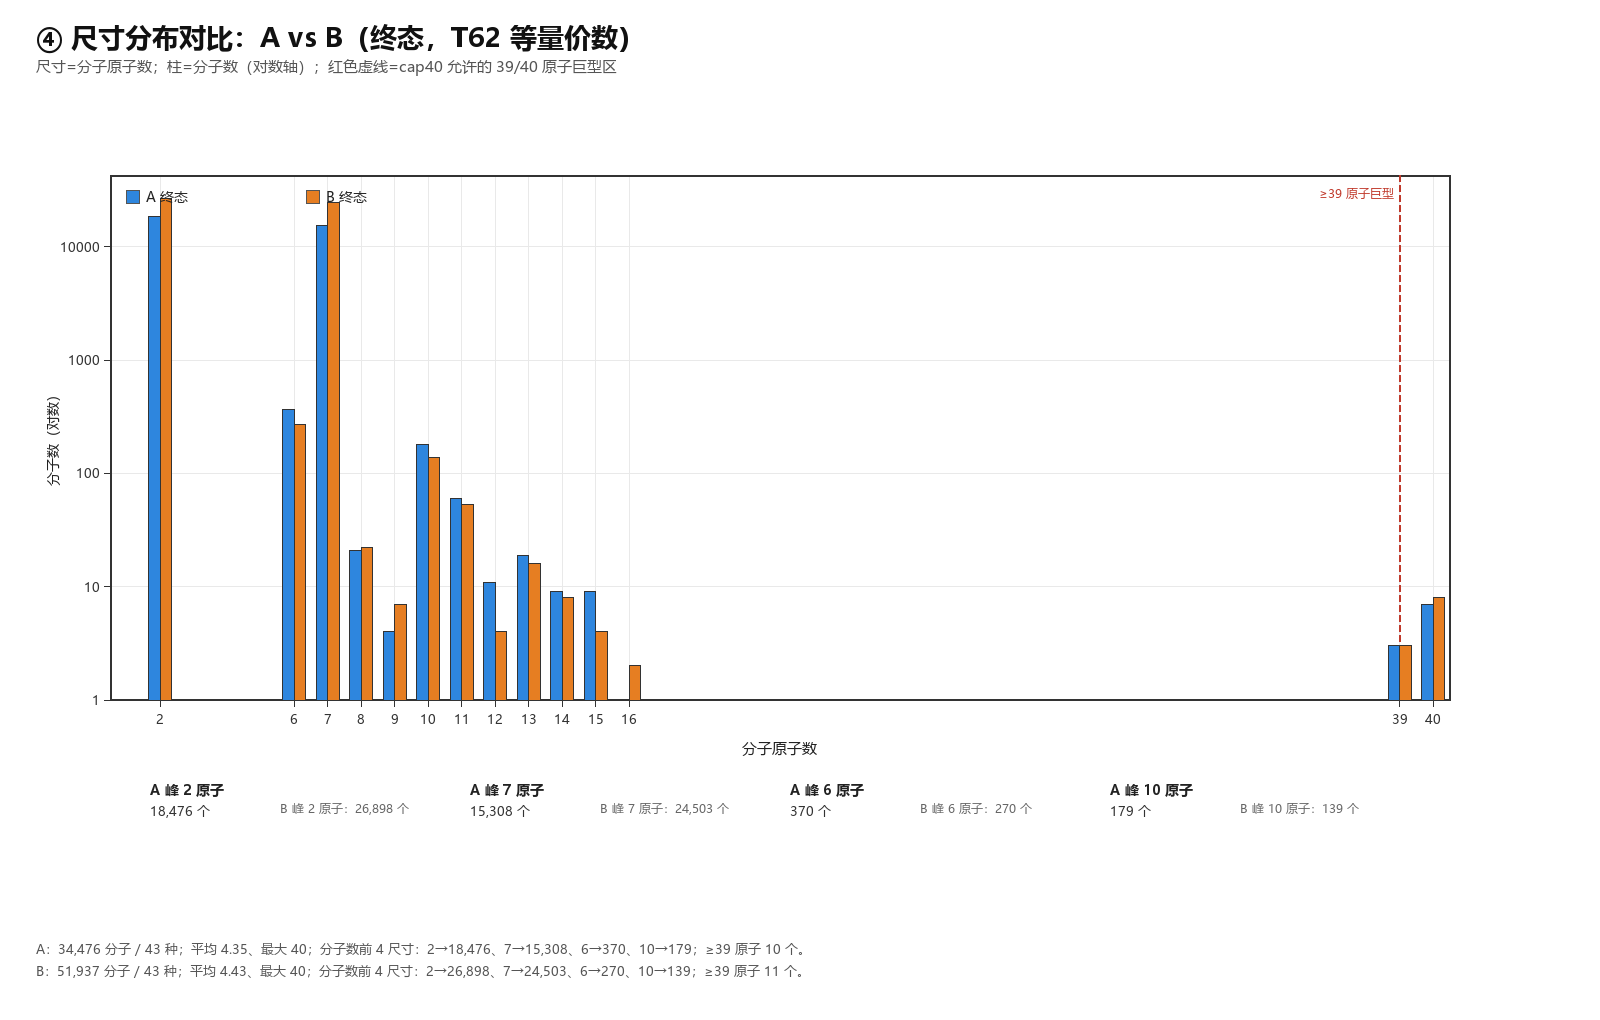 ④ 尺寸分布对比：A vs B（终态，T62 等量价数）
尺寸=分子原子数；柱=分子数（对数轴）；红色虚线=cap40 允许的 39/40 原子巨型区
A 终态
B 终态
≥39 原子巨型
10000
1000
100
10
1
分子数（对数）
2 6 7 8 9 10 11 12 13 14 15 16 39 40
分子原子数
A 峰 2 原子
18,476 个
B 峰 2 原子：26,898 个
A 峰 7 原子
15,308 个
B 峰 7 原子：24,503 个
A 峰 6 原子
370 个
B 峰 6 原子：270 个
A 峰 10 原子
179 个
B 峰 10 原子：139 个
A：34,476 分子 / 43 种；平均 4.35、最大 40；分子数前 4 尺寸：2→18,476、7→15,308、6→370、10→179；≥39 原子 10 个。
B：51,937 分子 / 43 种；平均 4.43、最大 40；分子数前 4 尺寸：2→26,898、7→24,503、6→270、10→139；≥39 原子 11 个。